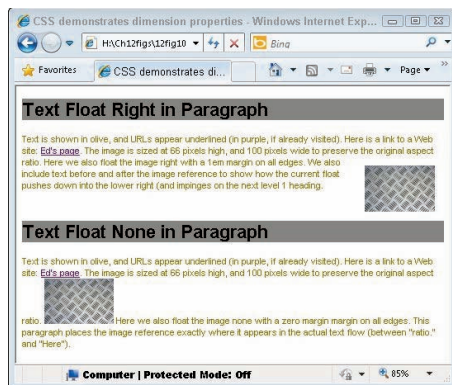 CSS demonstrates dimension properties - Windows Internet Exp...
H:\Ch12figs\12fig10
Bing
Favorites
CSS demonstrates di...
Page
Text Float Right in Paragraph
Text is shown in olive, and URLs appear underlined (in purple, if already visited). Here is a link to a Web
site: Ed's page. The image is sized at 66 pixels high, and 100 pixels wide to preserve the original aspect
ratio. Here we also float the image right with a 1em margin on all edges. We also
include text before and after the image reference to show how the current float
pushes down into the lower right (and impinges on the next level 1 heading.
Text Float None in Paragraph
Text is shown in olive, and URLs appear underlined (in purple, if already visited). Here is a link to a Web
site: Ed's page. The image is sized at 66 pixels high, and 100 pixels wide to preserve the original aspect
ratio. Here we also float the image none with a zero margin margin on all edges. This
paragraph places the image reference exactly where it appears in the actual text flow (between "ratio."
and "Here").
Computer | Protected Mode: Off
85%